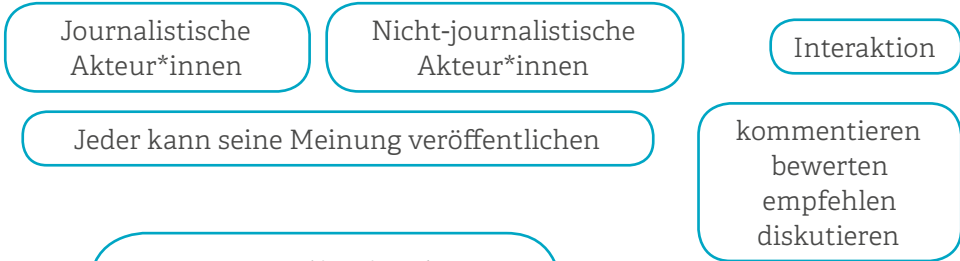 Journalistische
Akteur*innen
Nicht-journalistische
Akteur*innen
Interaktion
Jeder kann seine Meinung veröffentlichen
kommentieren
bewerten
empfehlen
diskutieren